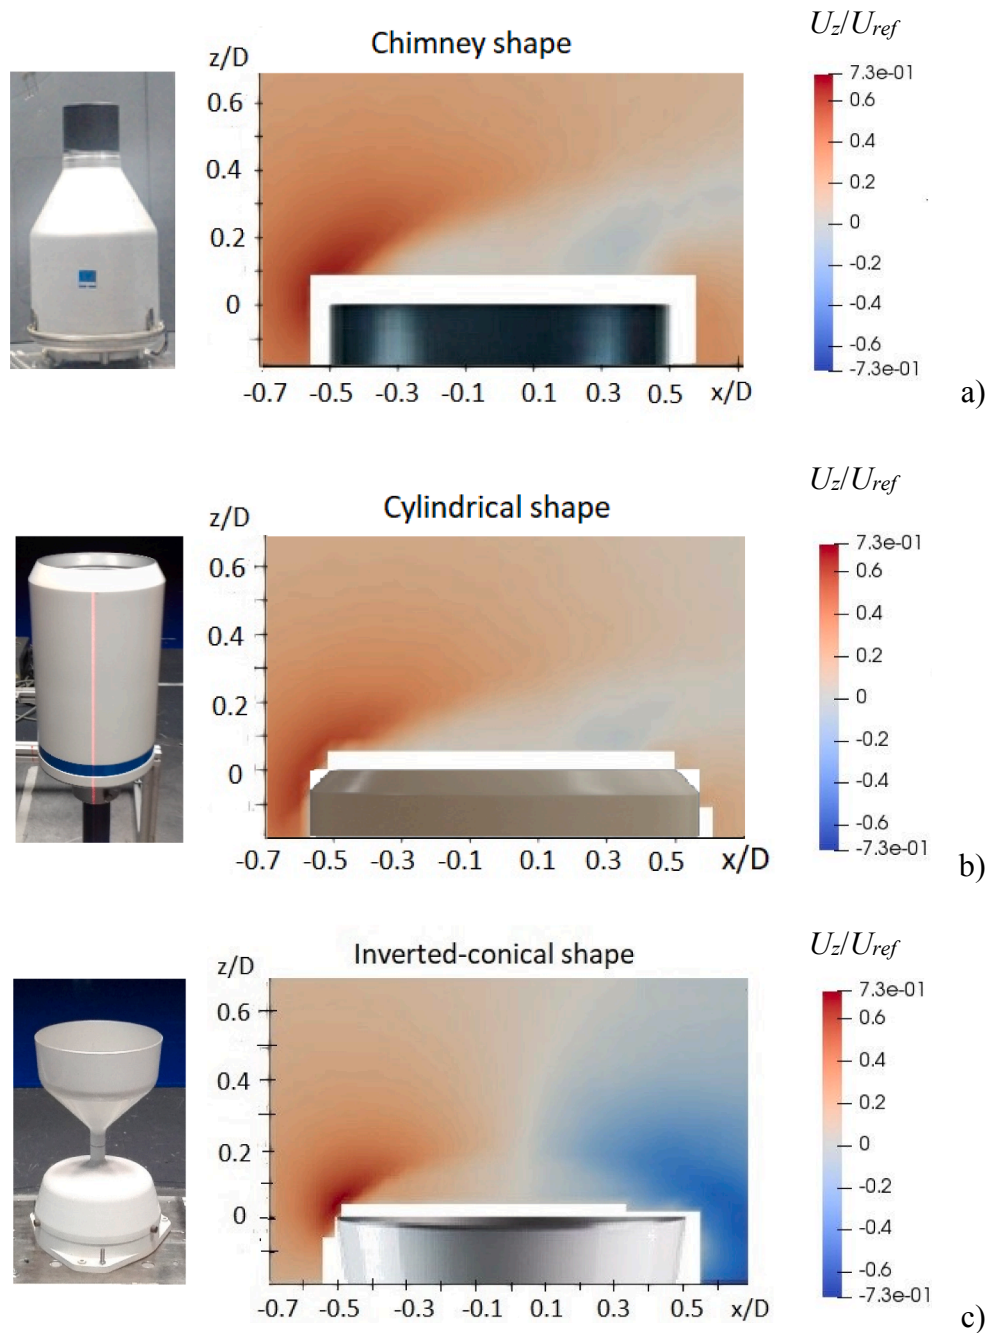 Chimney shape
z/D
0.6
0.4
0.2
0
-0.7 -0.5 -0.3 -0.1 0.1 0.3 0.5 x/D
Uz/Uref
7.3e-01
0.6
0.4
0.2
0
-0.2
-0.4
-0.6
-7.3e-01
a)
Cylindrical shape
z/D
0.6
0.4
0.2
0
-0.7 -0.5 -0.3 -0.1 0.1 0.3 0.5 x/D
Uz/Uref
7.3e-01
0.6
0.4
0.2
0
-0.2
-0.4
-0.6
-7.3e-01
b)
Inverted-conical shape
z/D
0.6
0.4
0.2
0
-0.7 -0.5 -0.3 -0.1 0.1 0.3 0.5 x/D
Uz/Uref
7.3e-01
0.6
0.4
0.2
0
-0.2
-0.4
-0.6
-7.3e-01
c)